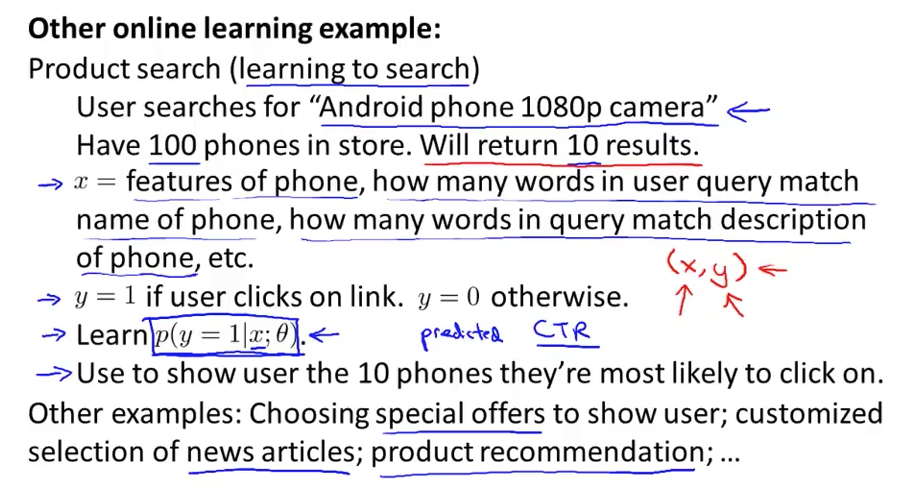 Other online learning example:
Product search (learning to search)
User searches for “Android phone 1080p camera” ←
Have 100 phones in store. Will return 10 results.
→ x = features of phone, how many words in user query match
name of phone, how many words in query match description
of phone, etc.
(x, y) ←
→ y = 1 if user clicks on link. y = 0 otherwise.
→ Learn p(y = 1|x; θ). ← predicted CTR
→ Use to show user the 10 phones they’re most likely to click on.
Other examples: Choosing special offers to show user; customized
selection of news articles; product recommendation; ...